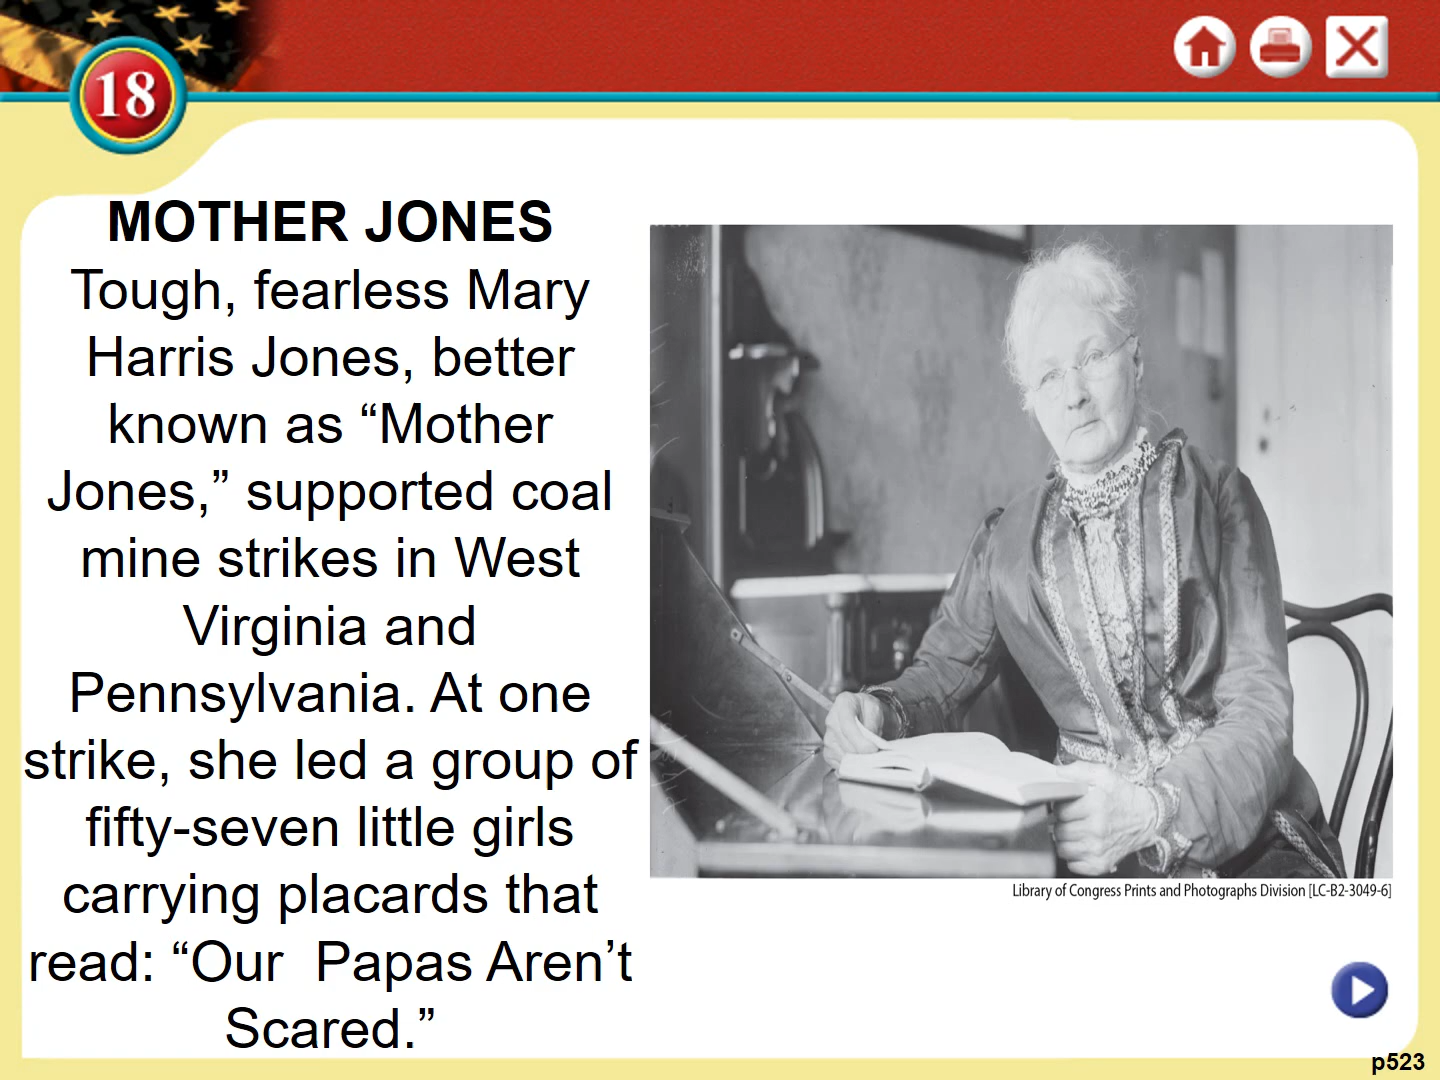 18
MOTHER JONES
Tough, fearless Mary
Harris Jones, better
known as “Mother
Jones,” supported coal
mine strikes in West
Virginia and
Pennsylvania. At one
strike, she led a group of
fifty-seven little girls
carrying placards that
read: “Our  Papas Aren’t
Scared.”
Library of Congress Prints and Photographs Division [LC-B2-3049-6]
p523